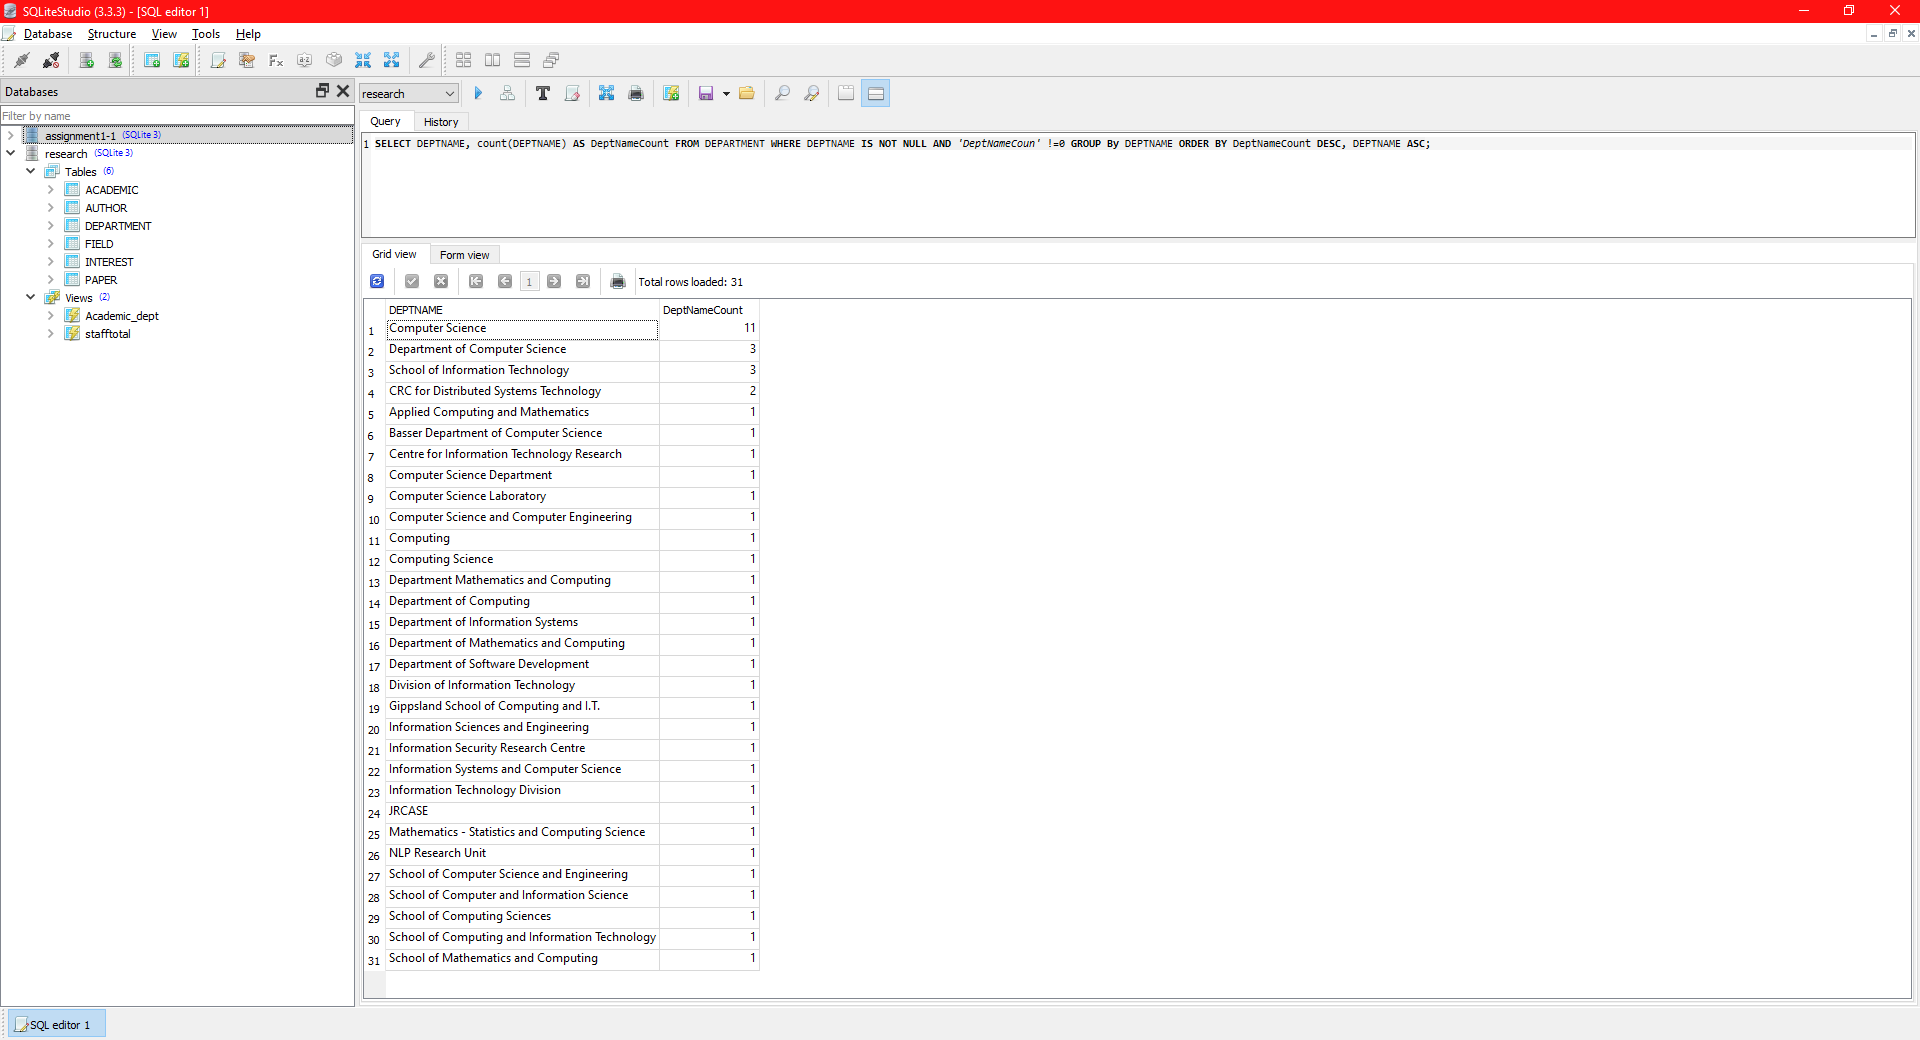 SQLiteStudio (3.3.3) - [SQL editor 1]
Database Structure View Tools Help
Databases
Filter by name
assignment1-1 (SQLite 3)
research (SQLite 3)
Tables (6)
ACADEMIC
AUTHOR
DEPARTMENT
FIELD
INTEREST
PAPER
Views (2)
Academic_dept
stafftotal
research
Query History
1 SELECT DEPTNAME, count(DEPTNAME) AS DeptNameCount FROM DEPARTMENT WHERE DEPTNAME IS NOT NULL AND 'DeptNameCoun' !=0 GROUP By DEPTNAME ORDER BY DeptNameCount DESC, DEPTNAME ASC;
Grid view Form view
1 Total rows loaded: 31
DEPTNAME DeptNameCount
1 Computer Science 11
2 Department of Computer Science 3
3 School of Information Technology 3
4 CRC for Distributed Systems Technology 2
5 Applied Computing and Mathematics 1
6 Basser Department of Computer Science 1
7 Centre for Information Technology Research 1
8 Computer Science Department 1
9 Computer Science Laboratory 1
10 Computer Science and Computer Engineering 1
11 Computing 1
12 Computing Science 1
13 Department Mathematics and Computing 1
14 Department of Computing 1
15 Department of Information Systems 1
16 Department of Mathematics and Computing 1
17 Department of Software Development 1
18 Division of Information Technology 1
19 Gippsland School of Computing and I.T. 1
20 Information Sciences and Engineering 1
21 Information Security Research Centre 1
22 Information Systems and Computer Science 1
23 Information Technology Division 1
24 JRCASE 1
25 Mathematics - Statistics and Computing Science 1
26 NLP Research Unit 1
27 School of Computer Science and Engineering 1
28 School of Computer and Information Science 1
29 School of Computing Sciences 1
30 School of Computing and Information Technology 1
31 School of Mathematics and Computing 1
SQL editor 1